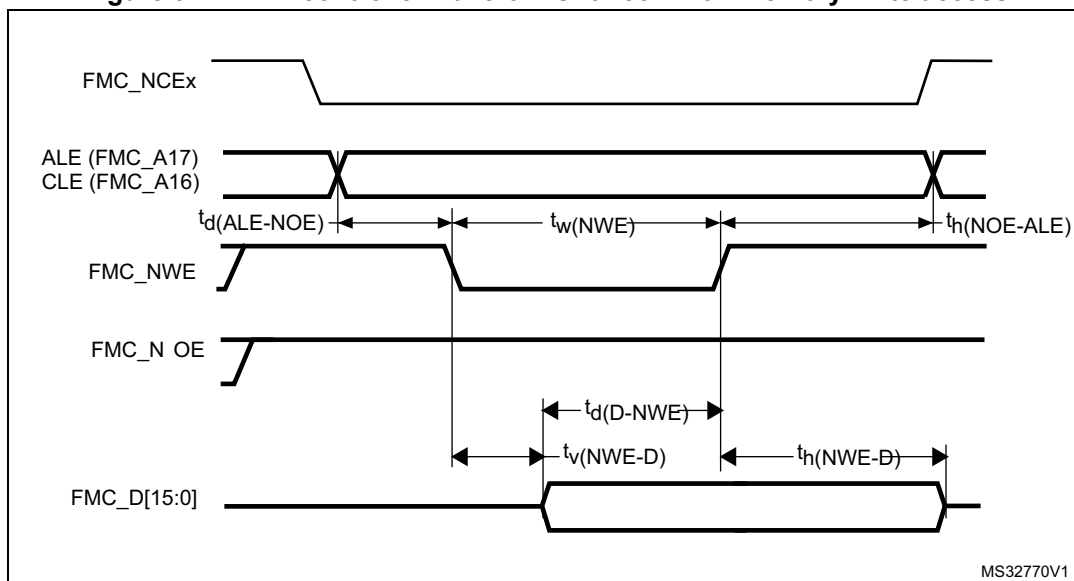 FMC_NCEx
ALE (FMC_A17)
CLE (FMC_A16)
td(ALE-NOE)
tw(NWE)
th(NOE-ALE)
FMC_NWE
FMC_N OE
td(D-NWE)
tv(NWE-D)
th(NWE-D)
FMC_D[15:0]
MS32770V1